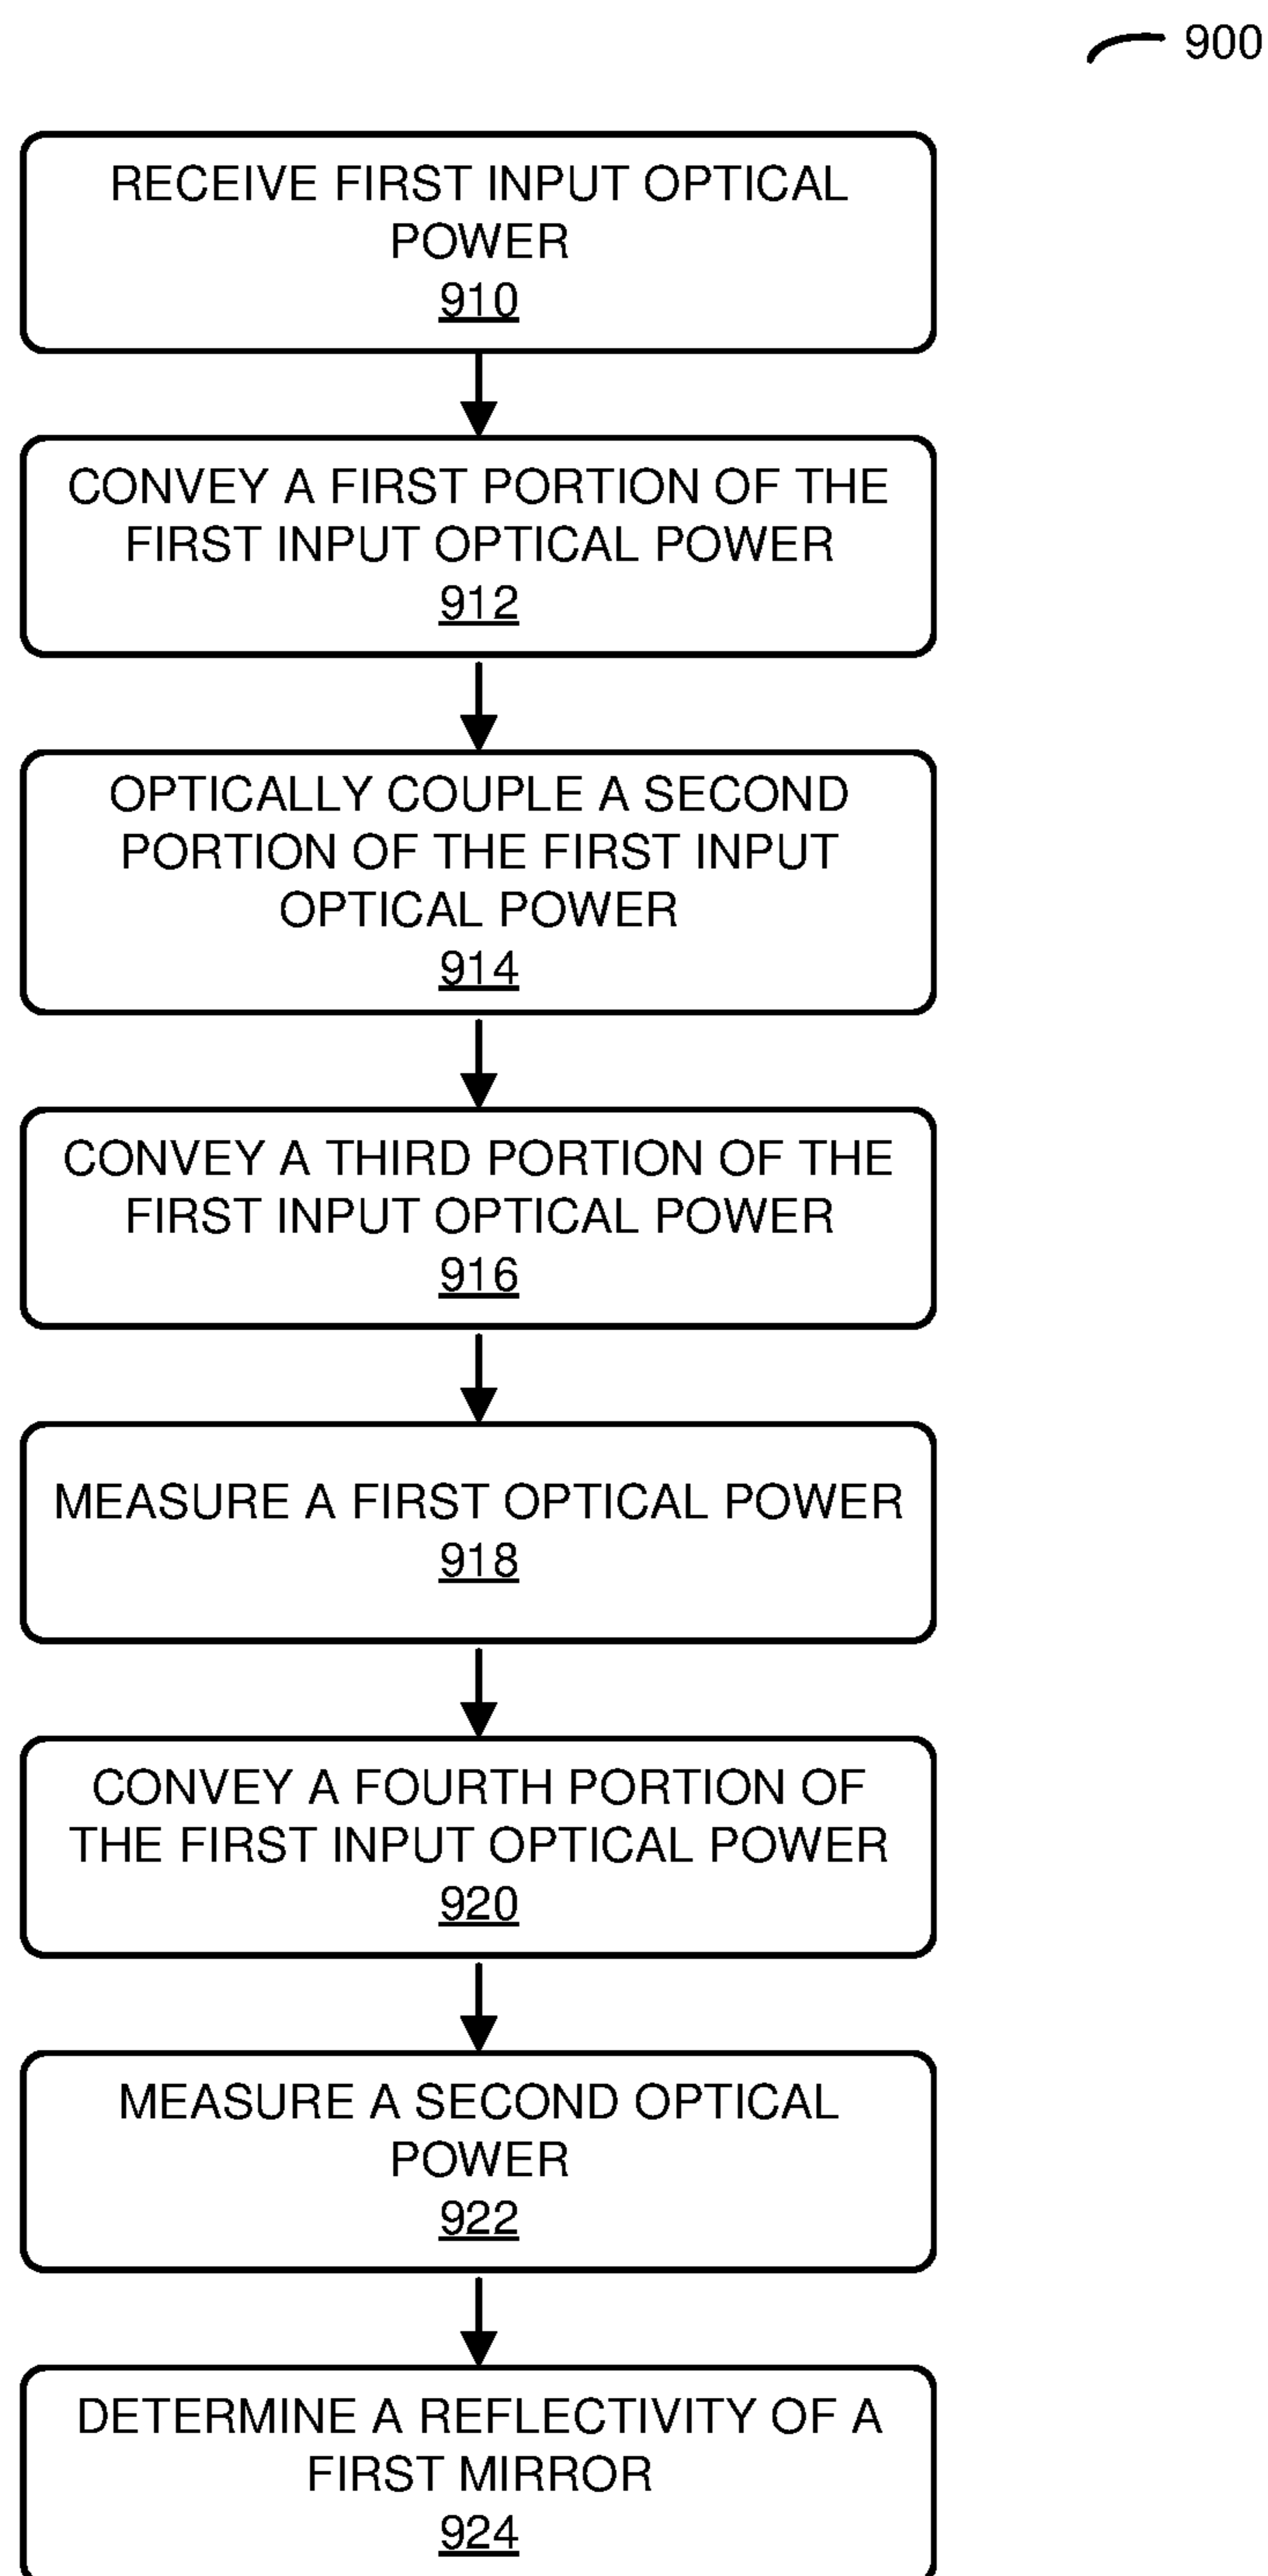 900
RECEIVE FIRST INPUT OPTICAL
POWER
910
CONVEY A FIRST PORTION OF THE
FIRST INPUT OPTICAL POWER
912
OPTICALLY COUPLE A SECOND
PORTION OF THE FIRST INPUT
OPTICAL POWER
914
CONVEY A THIRD PORTION OF THE
FIRST INPUT OPTICAL POWER
916
MEASURE A FIRST OPTICAL POWER
918
CONVEY A FOURTH PORTION OF
THE FIRST INPUT OPTICAL POWER
920
MEASURE A SECOND OPTICAL
POWER
922
DETERMINE A REFLECTIVITY OF A
FIRST MIRROR
924